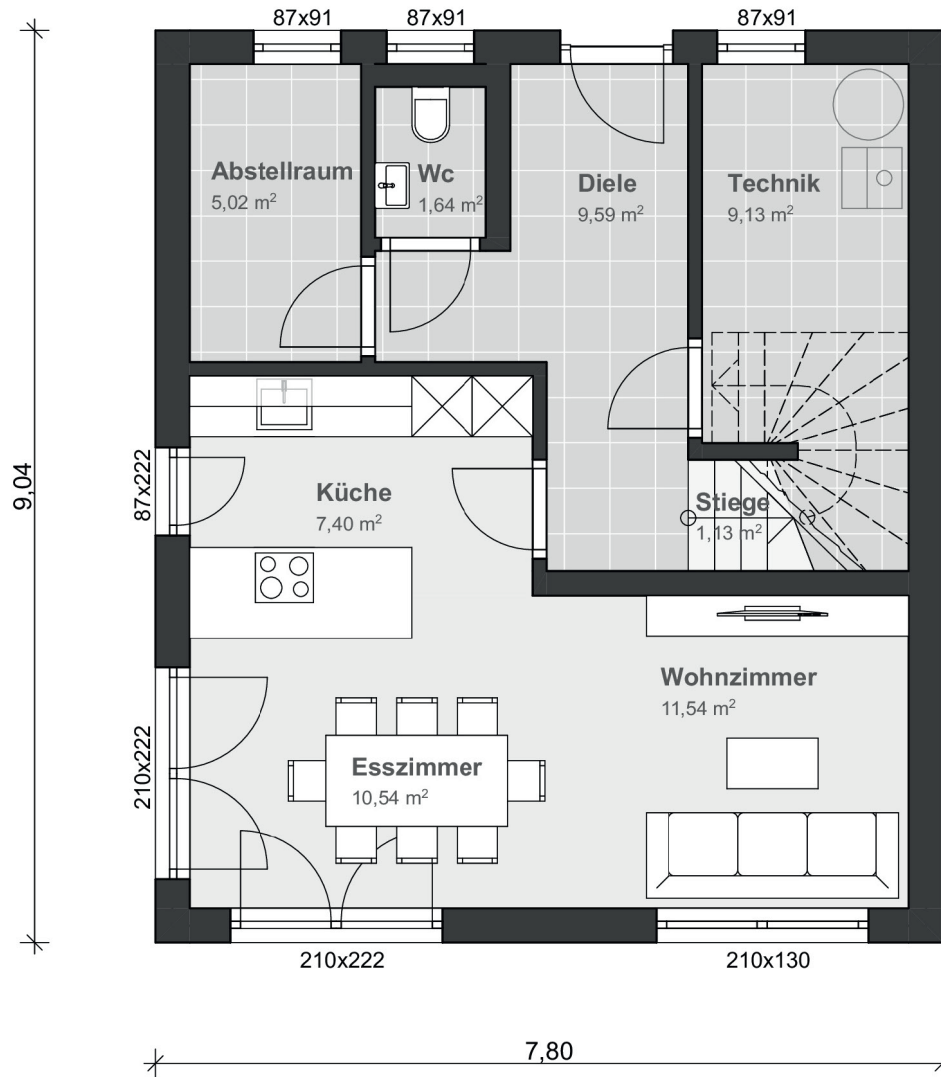 87x91
87x91
87x91
Abstellraum
5,02 m²
Wc
1,64 m²
Diele
9,59 m²
Technik
9,13 m²
9,04
87x222
Küche
7,40 m²
Stiege
1,13 m²
210x222
Wohnzimmer
11,54 m²
Esszimmer
10,54 m²
210x222
210x130
7,80